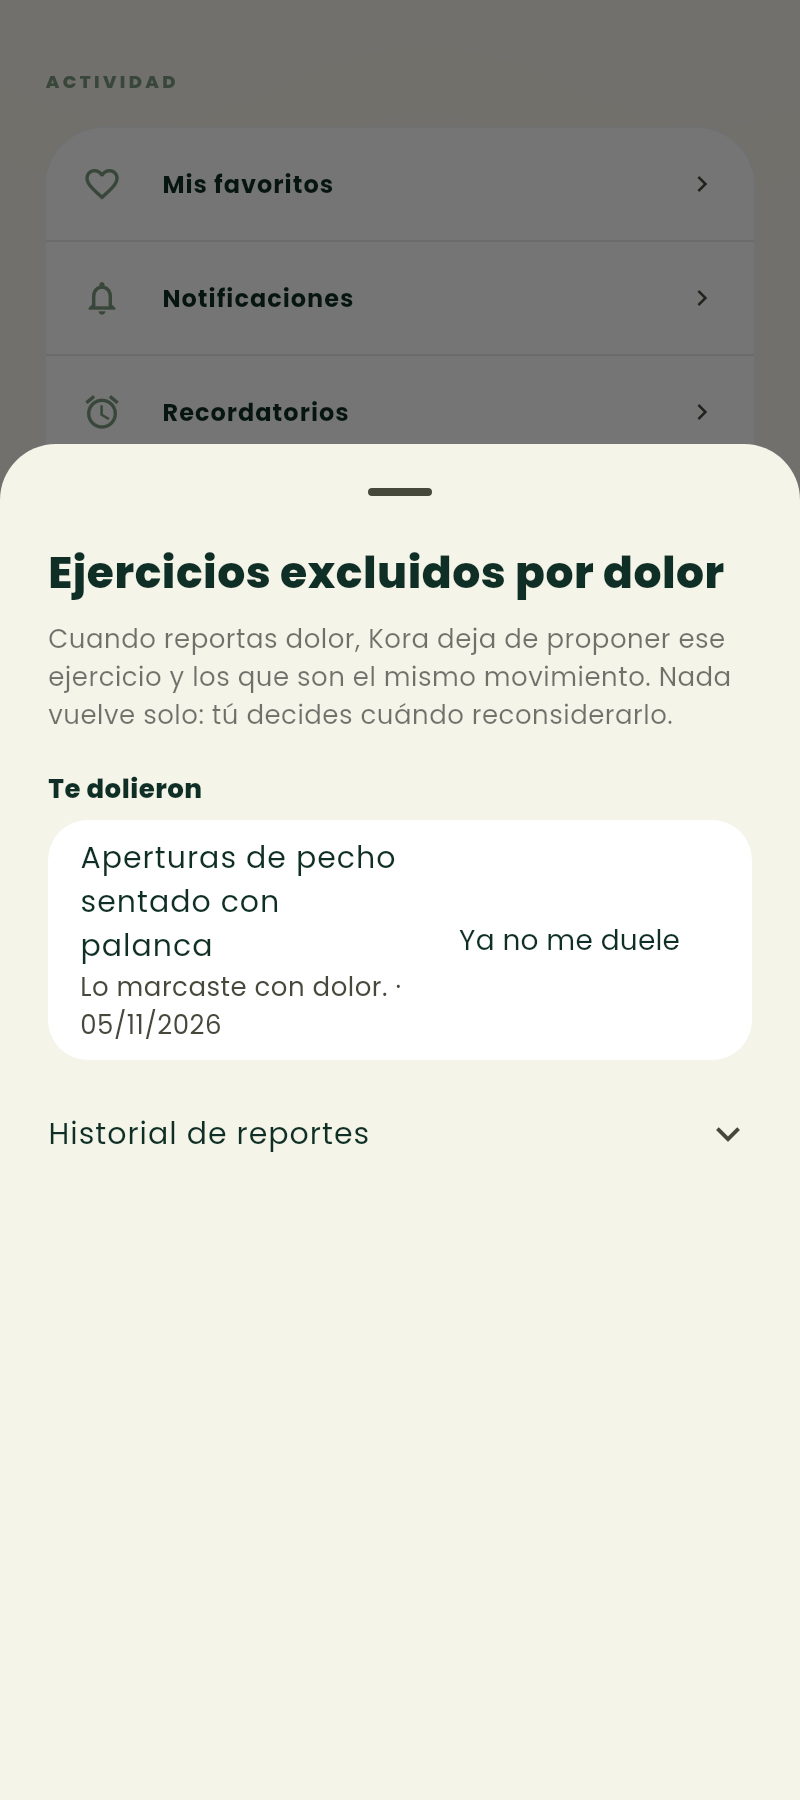 ACTIVIDAD
Mis favoritos
Notificaciones
Recordatorios
Ejercicios excluidos por dolor
Cuando reportas dolor, Kora deja de proponer ese
ejercicio y los que son el mismo movimiento. Nada
vuelve solo: tú decides cuándo reconsiderarlo.
Te dolieron
Aperturas de pecho
sentado con
palanca
Lo marcaste con dolor. ·
05/11/2026
Ya no me duele
Historial de reportes